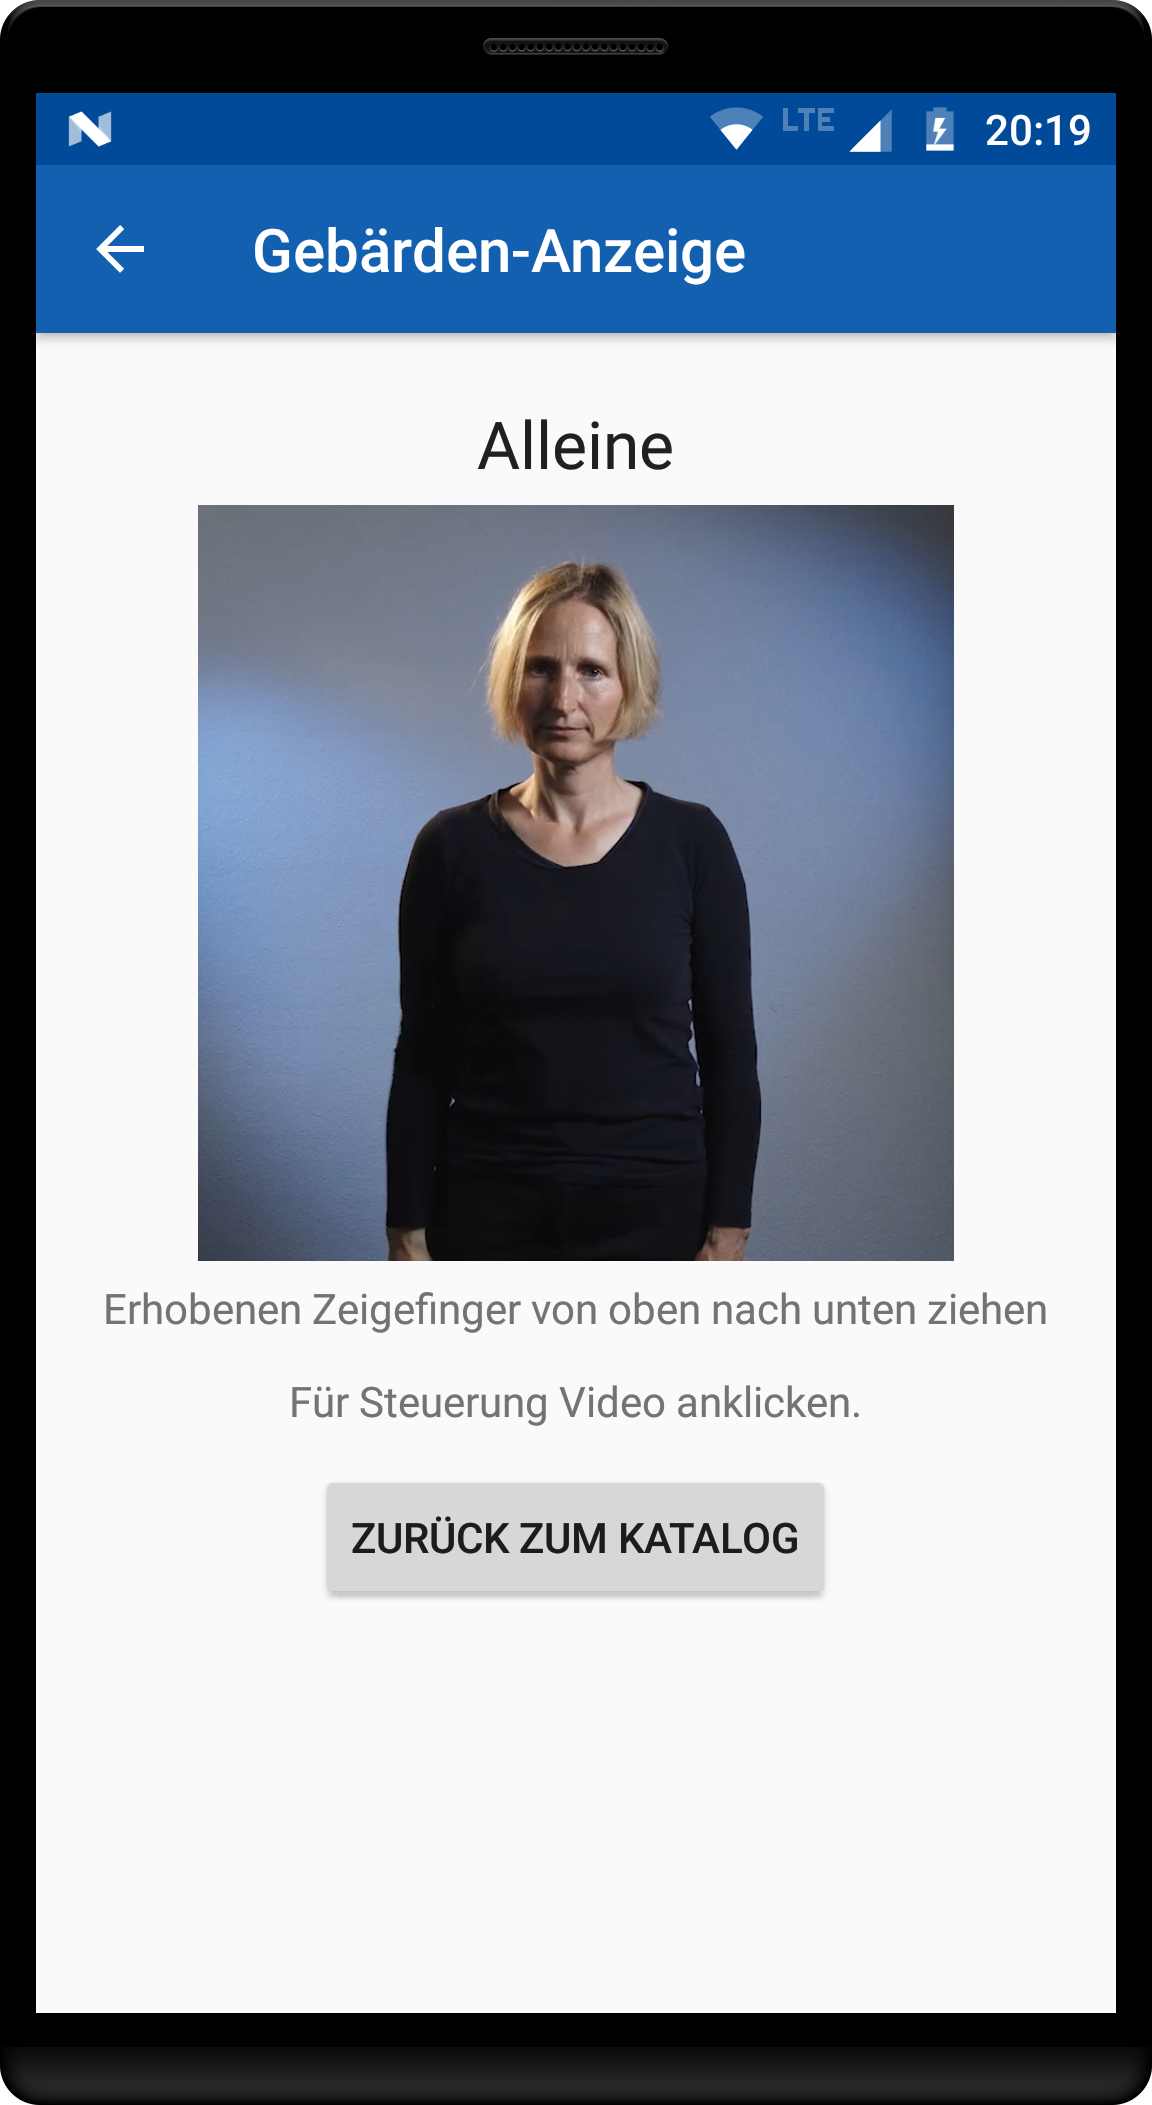 LTE 20:19
Gebärden-Anzeige
Alleine
Erhobenen Zeigefinger von oben nach unten ziehen
Für Steuerung Video anklicken.
ZURÜCK ZUM KATALOG